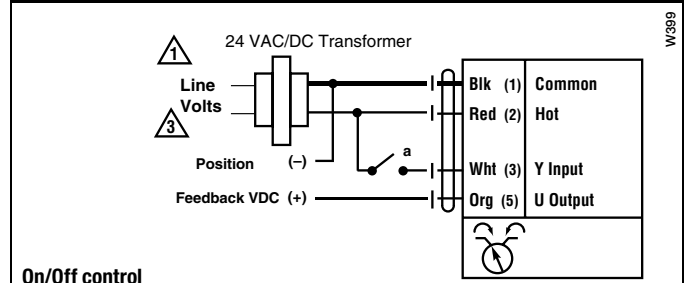 W399
24 VAC/DC Transformer
1
Line
Volts
3
Position (–)
Feedback VDC (+)
a
Blk (1) Common
Red (2) Hot
Wht (3) Y Input
Org (5) U Output
On/Off control